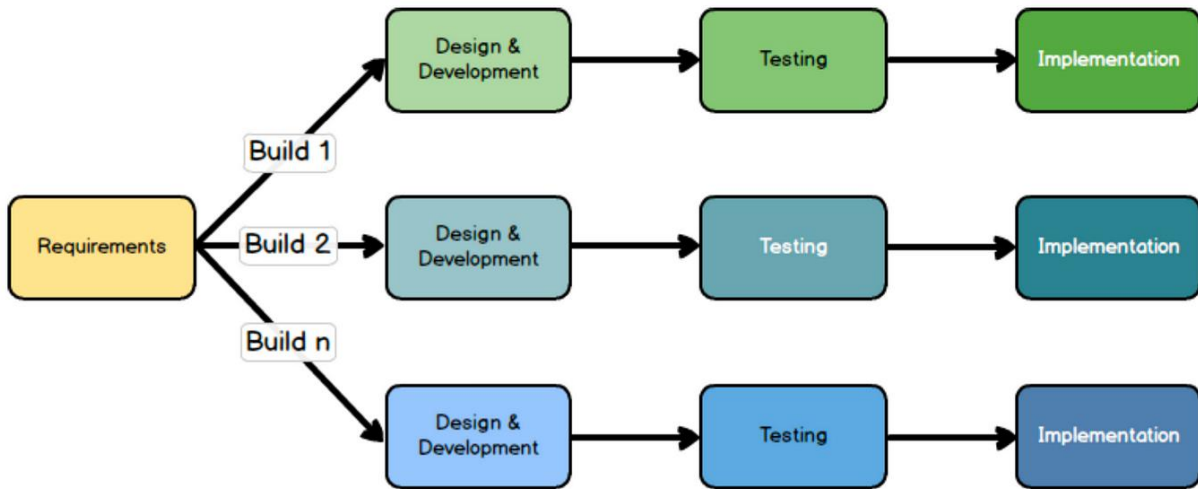 Design &
Development
Testing
Implementation
Build 1
Requirements
Build 2
Design &
Development
Testing
Implementation
Build n
Design &
Development
Testing
Implementation